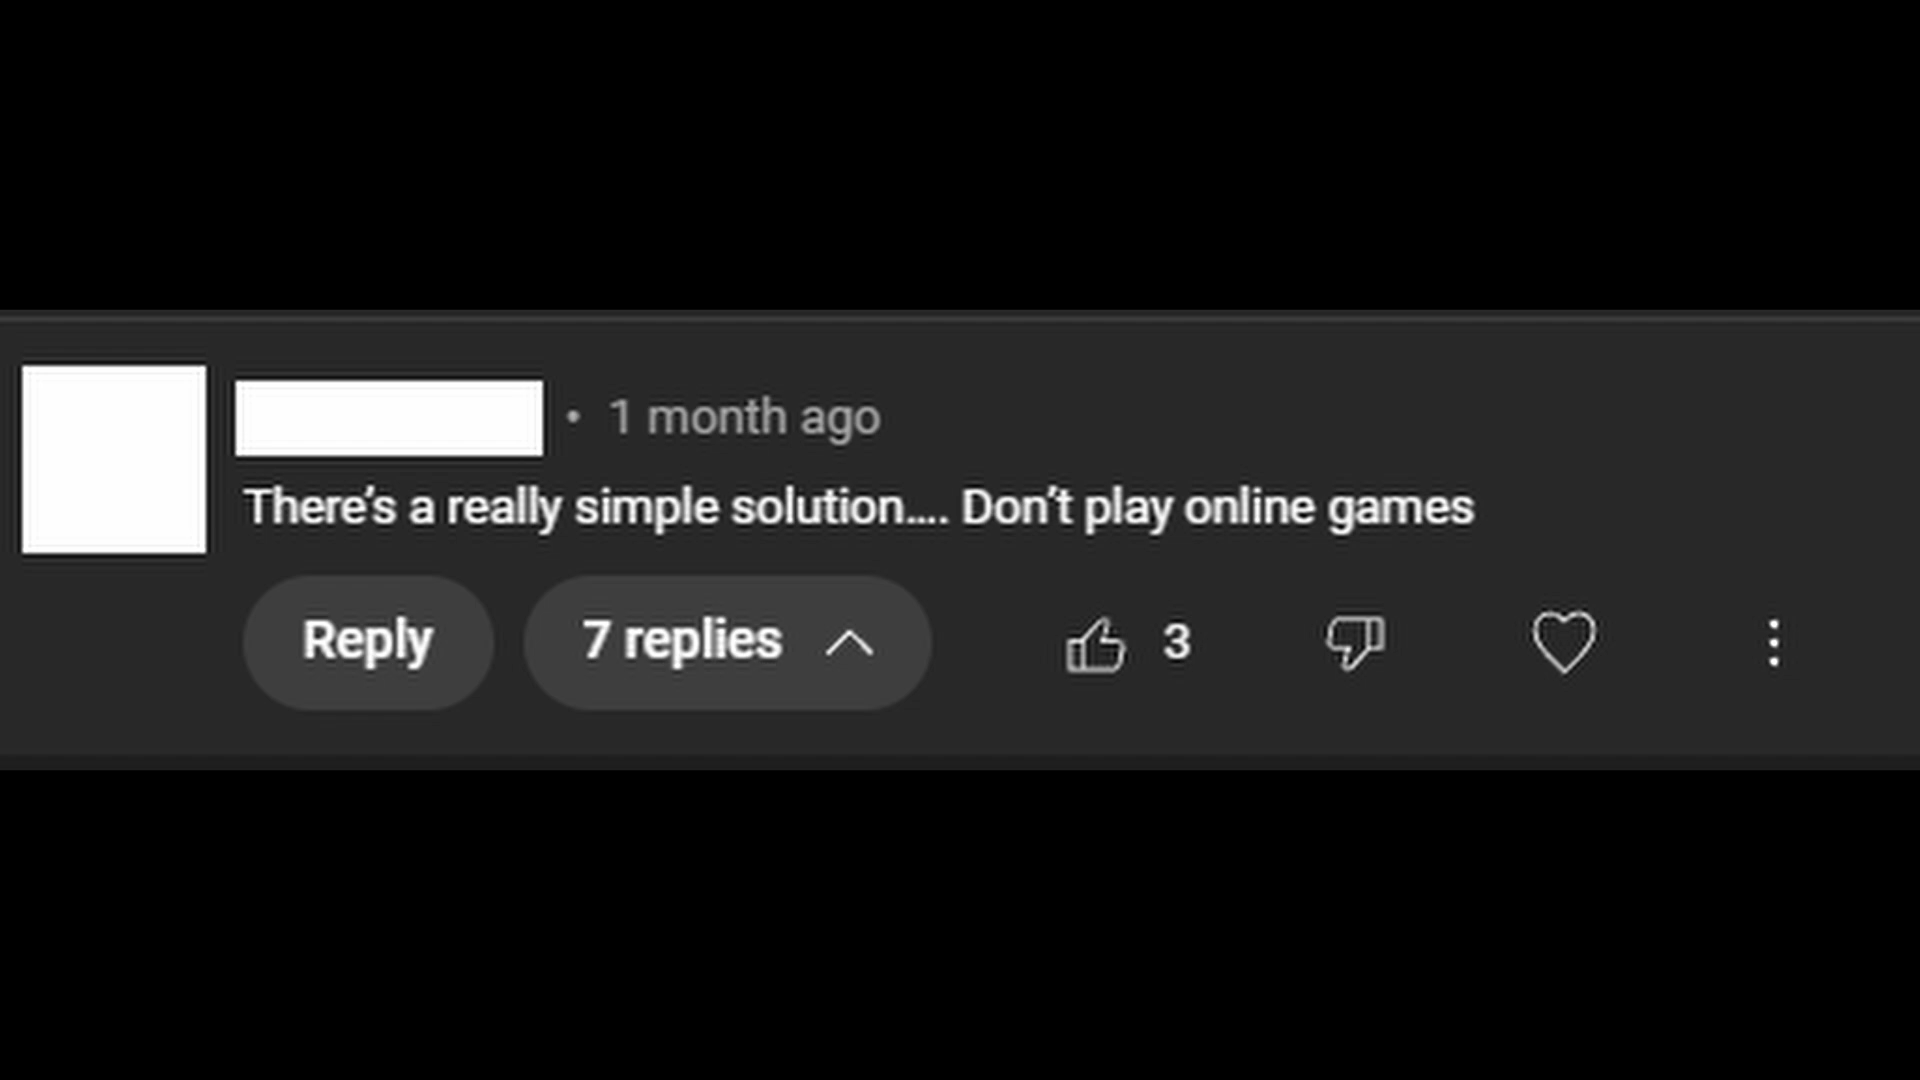 • 1 month ago
There’s a really simple solution.... Don’t play online games
Reply 7 replies 3